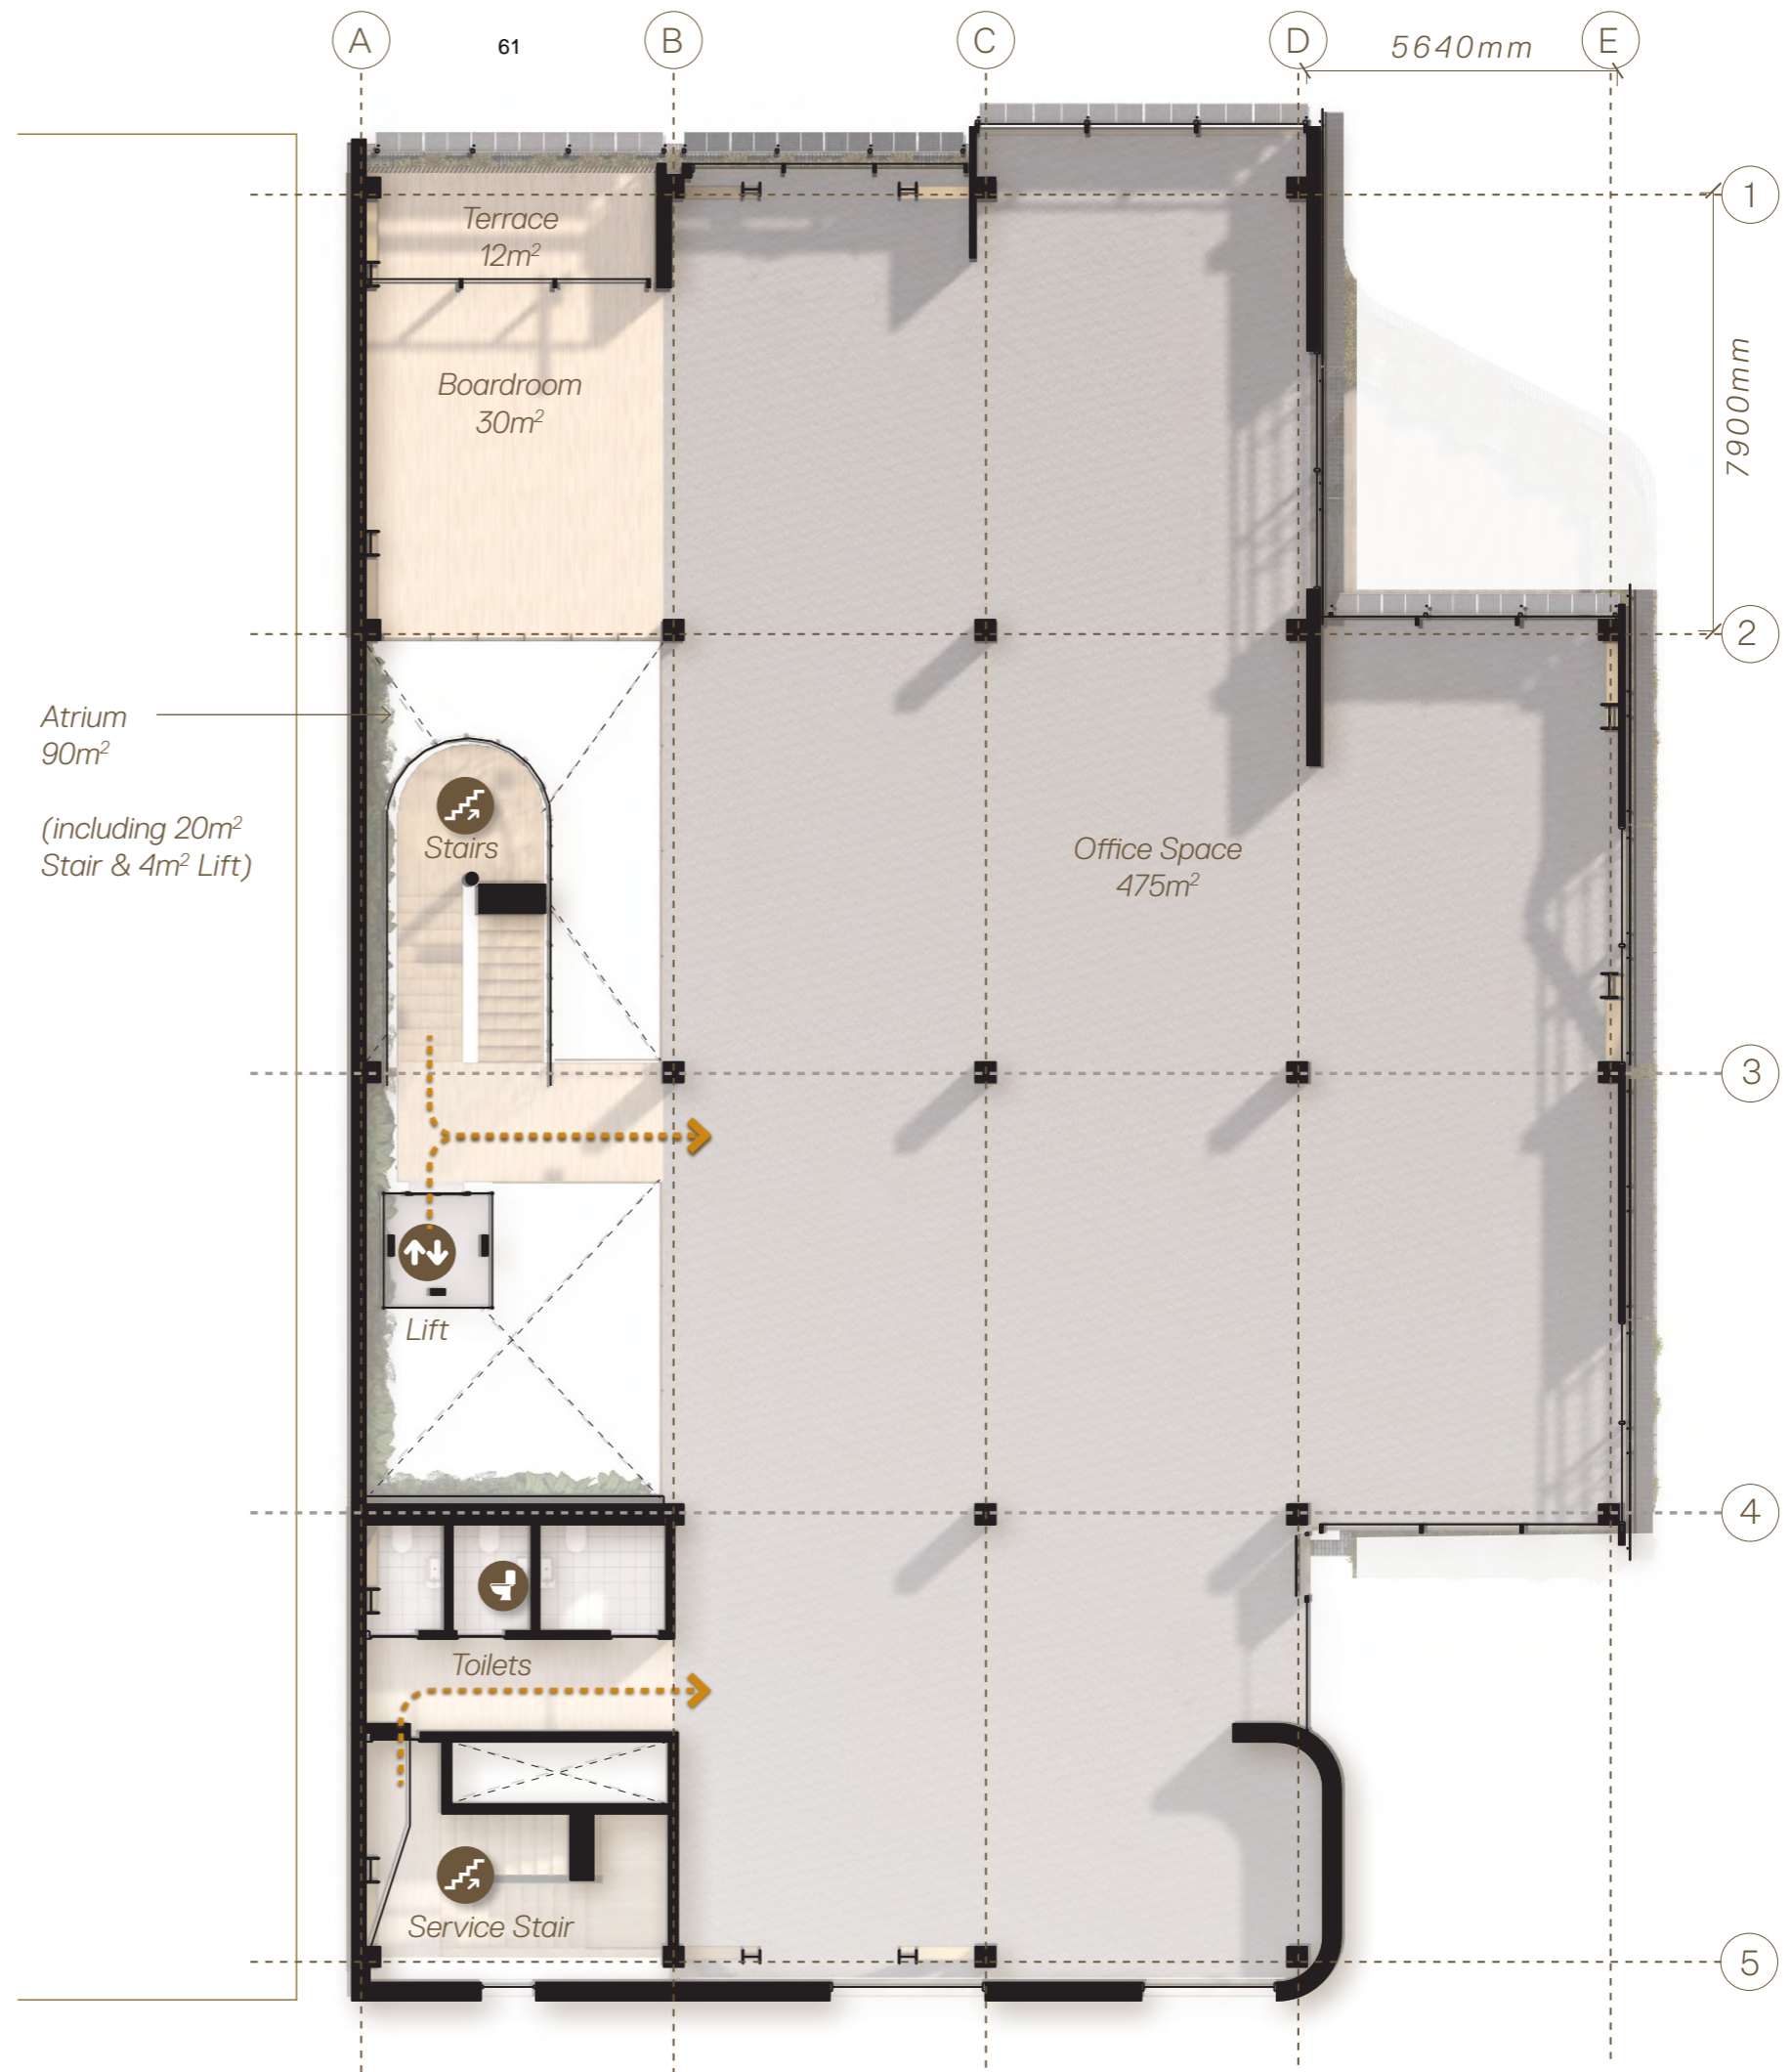 A
61
B
C
D
5640mm
E
1
Terrace
12m²
7900mm
Boardroom
30m²
2
Atrium
90m²
(including 20m²
Stair & 4m² Lift)
Stairs
Office Space
475m²
3
Lift
4
Toilets
Service Stair
5